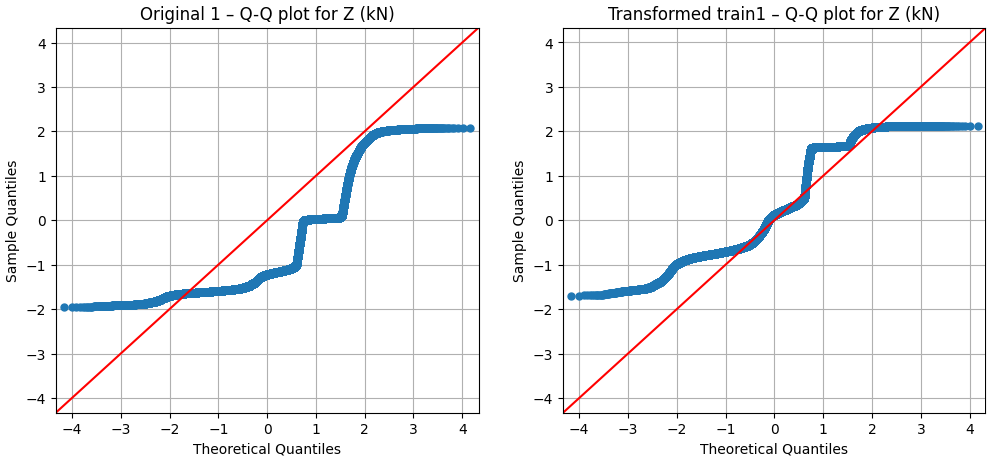 Original 1 – Q-Q plot for Z (kN)
4
3
2
1
0
−1
−2
−3
−4
Sample Quantiles
−4 −3 −2 −1 0 1 2 3 4
Theoretical Quantiles
Transformed train1 – Q-Q plot for Z (kN)
4
3
2
1
0
−1
−2
−3
−4
Sample Quantiles
−4 −3 −2 −1 0 1 2 3 4
Theoretical Quantiles